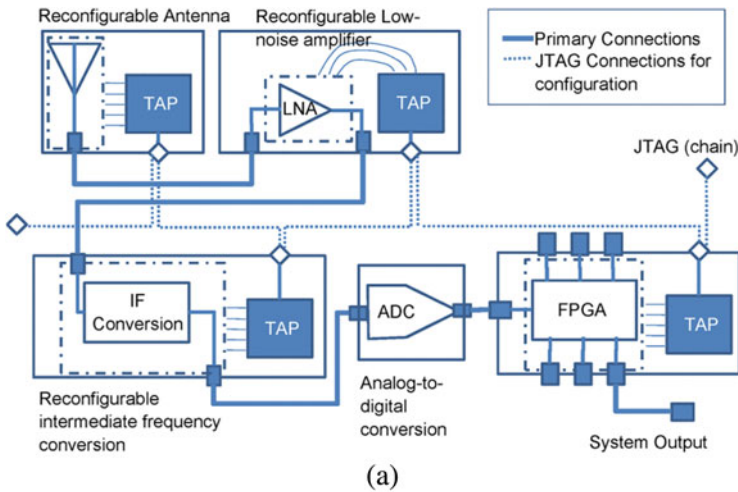 Reconfigurable Antenna
Reconfigurable Low-
noise amplifier
Primary Connections
JTAG Connections for
configuration
TAP
LNA
TAP
JTAG (chain)
IF
Conversion
TAP
ADC
FPGA
TAP
Reconfigurable
intermediate frequency
conversion
Analog-to-
digital
conversion
System Output
(a)